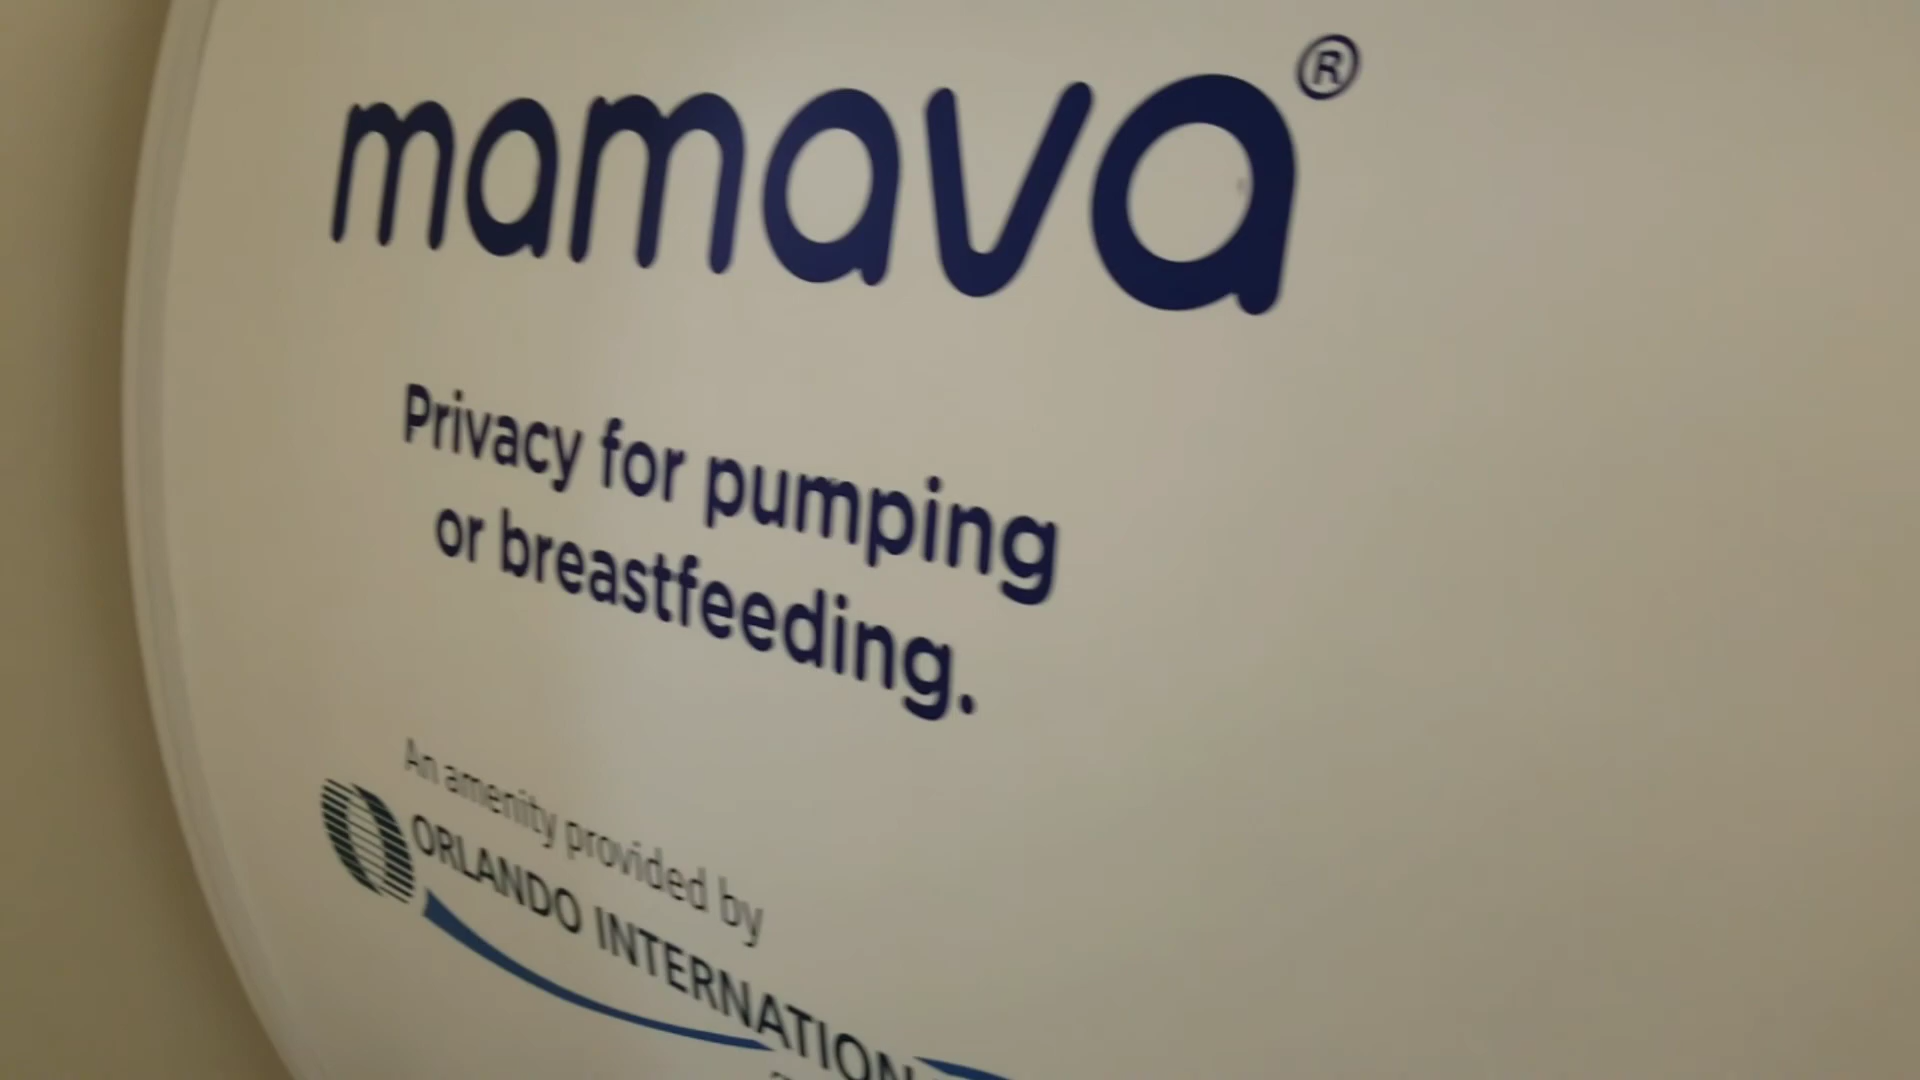 mamava®
Privacy for pumping
or breastfeeding.
An amenity provided by
ORLANDO INTERNATION